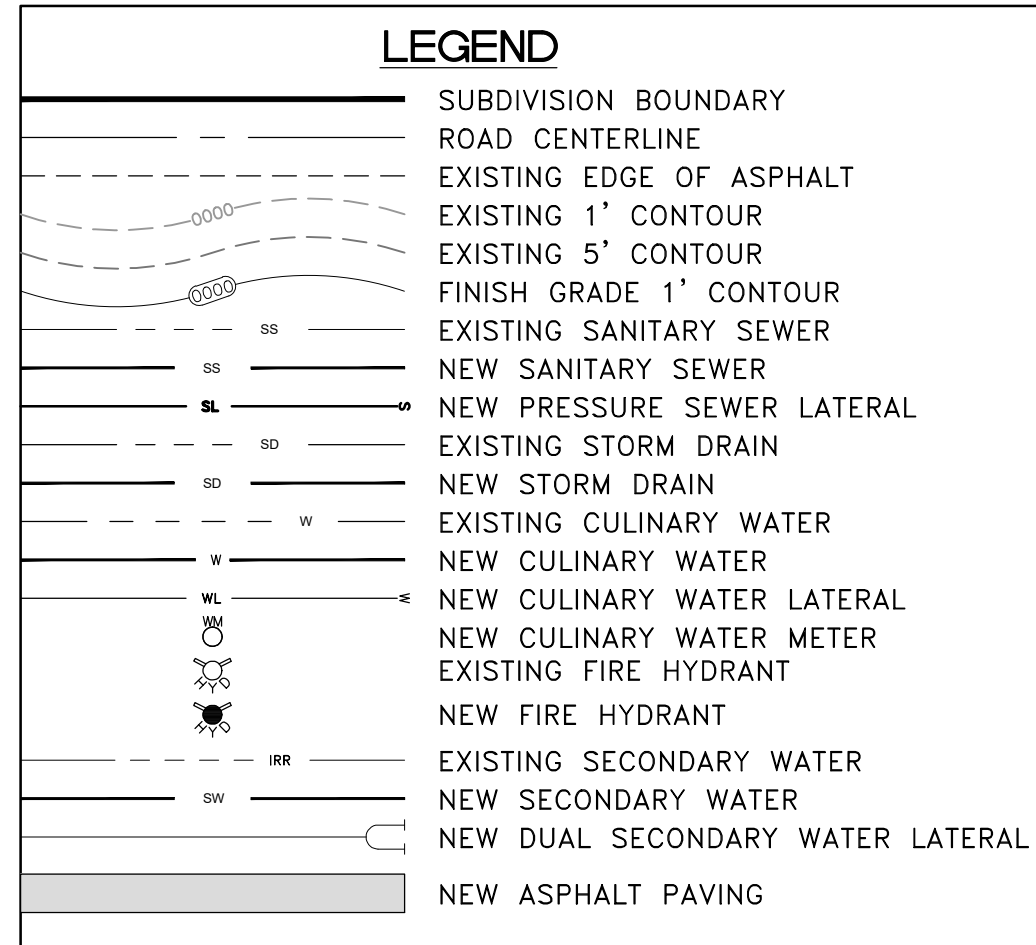 LEGEND
SUBDIVISION BOUNDARY
ROAD CENTERLINE
EXISTING EDGE OF ASPHALT
0000 EXISTING 1' CONTOUR
EXISTING 5' CONTOUR
0000 FINISH GRADE 1' CONTOUR
SS EXISTING SANITARY SEWER
SS NEW SANITARY SEWER
SL S NEW PRESSURE SEWER LATERAL
SD EXISTING STORM DRAIN
SD NEW STORM DRAIN
W EXISTING CULINARY WATER
W NEW CULINARY WATER
WL W NEW CULINARY WATER LATERAL
WM NEW CULINARY WATER METER
HYD EXISTING FIRE HYDRANT
HYD NEW FIRE HYDRANT
IRR EXISTING SECONDARY WATER
SW NEW SECONDARY WATER
NEW DUAL SECONDARY WATER LATERAL
NEW ASPHALT PAVING